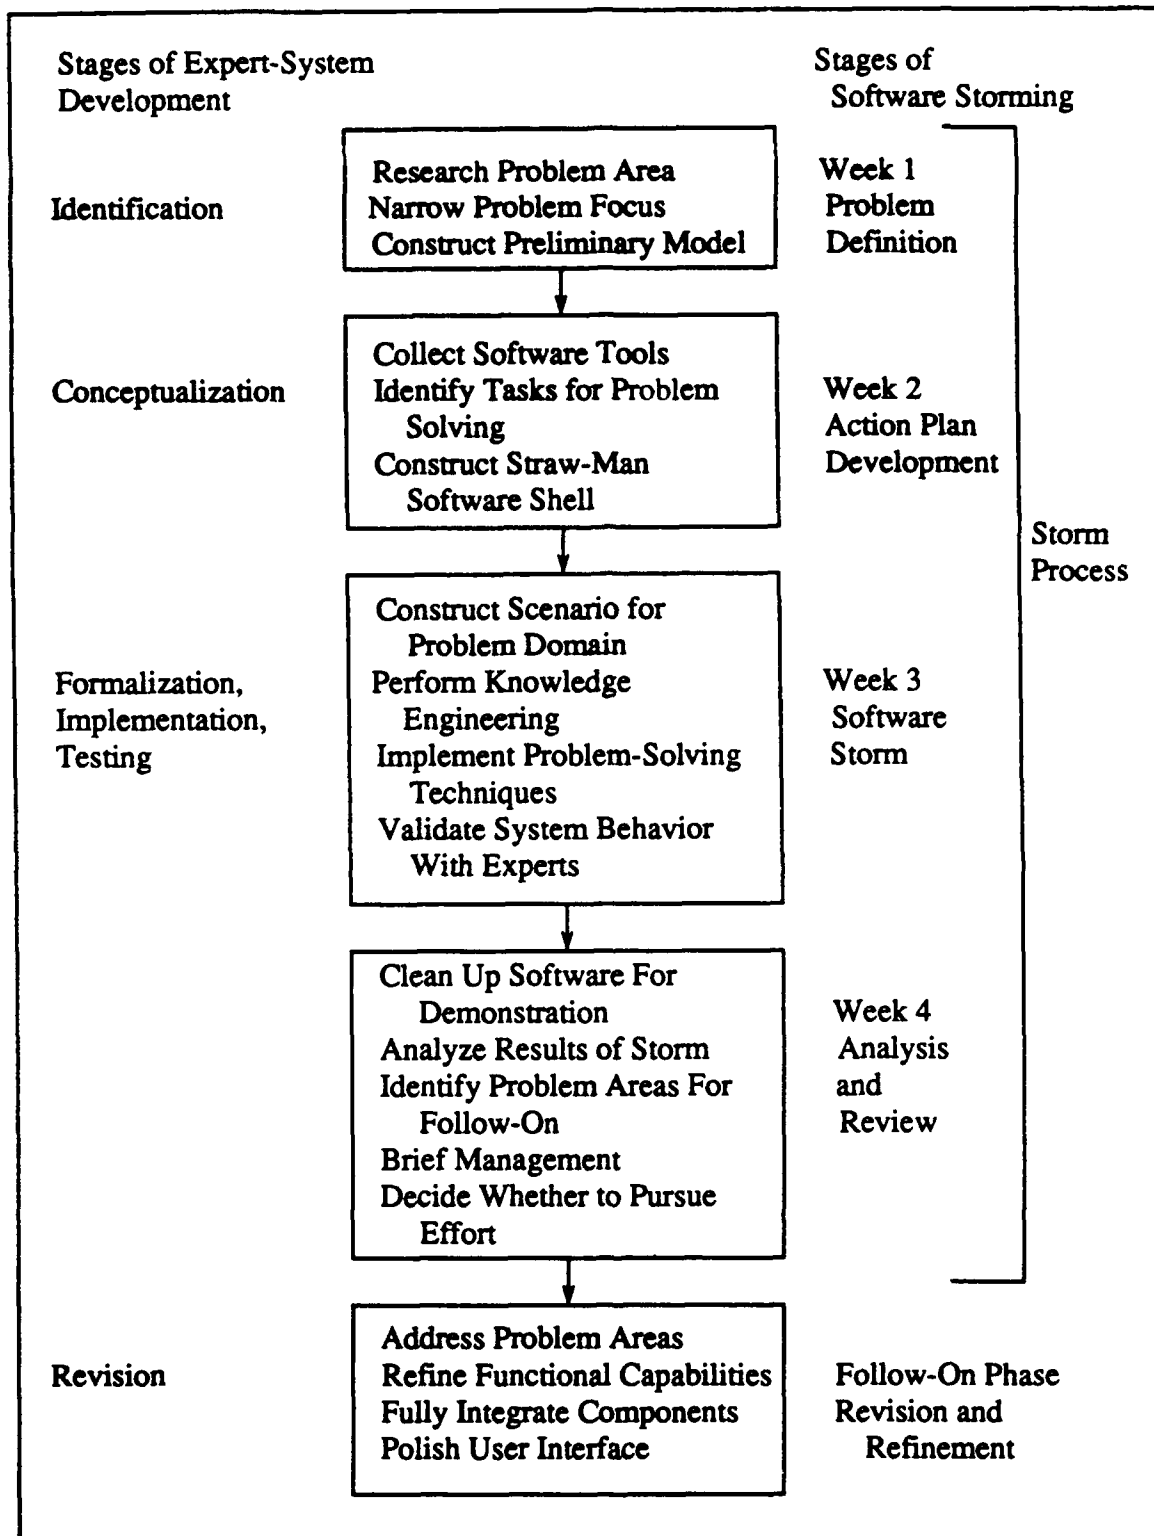 Stages of Expert-System
Development
Stages of
Software Storming
Identification
Research Problem Area
Narrow Problem Focus
Construct Preliminary Model
Week 1
Problem
Definition
Conceptualization
Collect Software Tools
Identify Tasks for Problem
Solving
Construct Straw-Man
Software Shell
Week 2
Action Plan
Development
Storm
Process
Formalization,
Implementation,
Testing
Construct Scenario for
Problem Domain
Perform Knowledge
Engineering
Implement Problem-Solving
Techniques
Validate System Behavior
With Experts
Week 3
Software
Storm
Clean Up Software For
Demonstration
Analyze Results of Storm
Identify Problem Areas For
Follow-On
Brief Management
Decide Whether to Pursue
Effort
Week 4
Analysis
and
Review
Revision
Address Problem Areas
Refine Functional Capabilities
Fully Integrate Components
Polish User Interface
Follow-On Phase
Revision and
Refinement